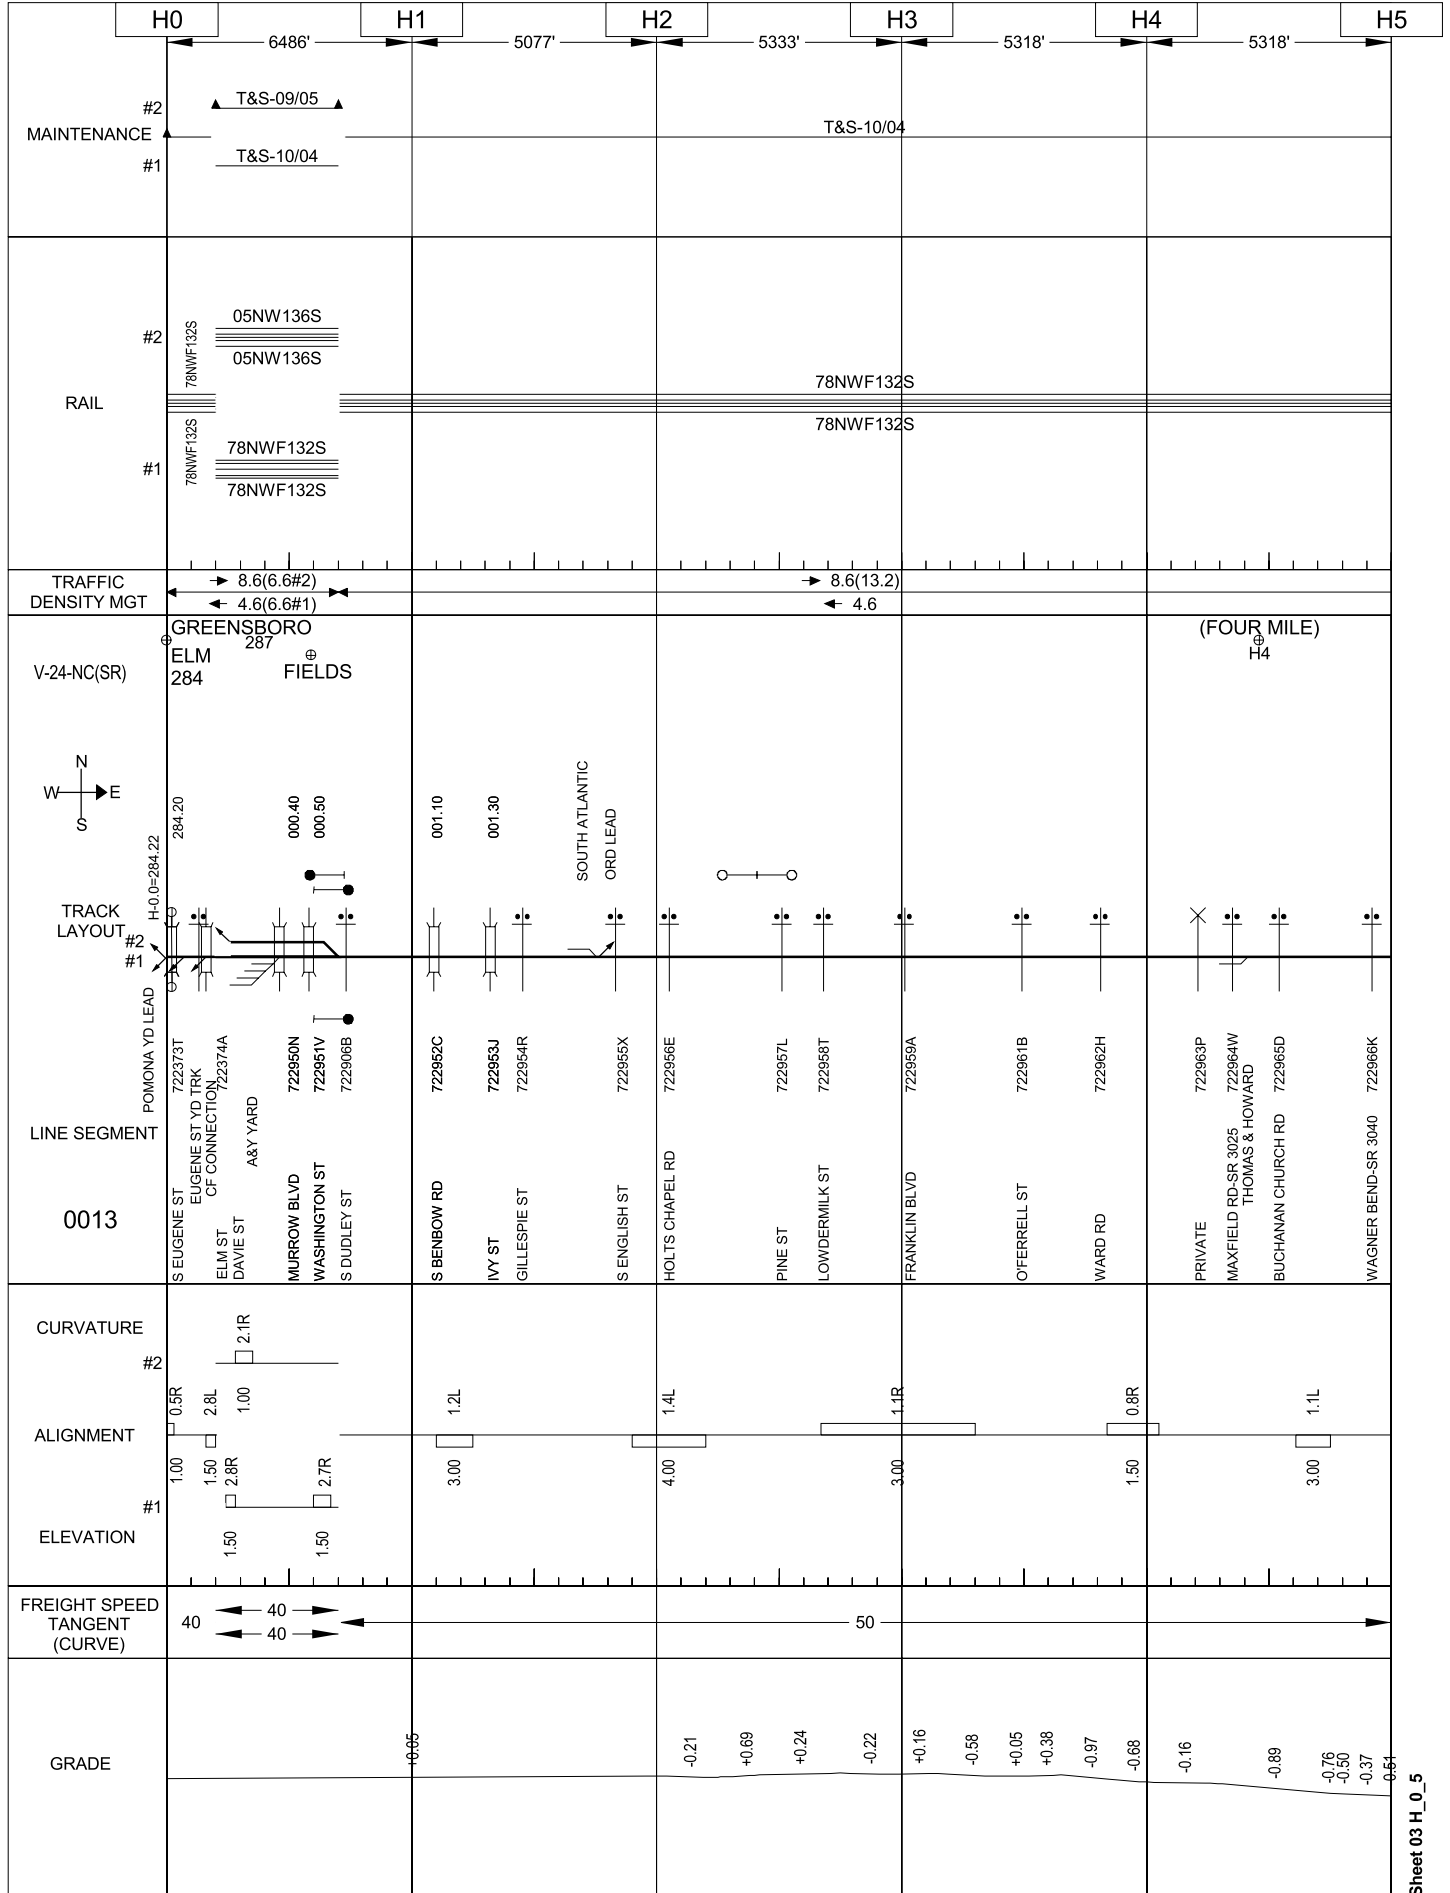 H0
H1
H2
H3
H4
H5
6486'
5077'
5333'
5318'
5318'
#2
T&S-09/05
MAINTENANCE
T&S-10/04
#1
T&S-10/04
78NWF132S
05NW136S
#2
05NW136S
RAIL
78NWF132S
78NWF132S
78NWF132S
78NWF132S
#1
78NWF132S
TRAFFIC
DENSITY MGT
8.6(6.6#2)
4.6(6.6#1)
8.6(13.2)
4.6
V-24-NC(SR)
GREENSBORO
287
ELM
284
FIELDS
(FOUR MILE)
H4
N
W
E
S
H-0.0=284.22
284.20
000.40
000.50
001.10
001.30
SOUTH ATLANTIC
ORD LEAD
TRACK
LAYOUT
#2
#1
POMONA YD LEAD
722373T
EUGENE ST YD TRK
CF CONNECTION
722374A
A&Y YARD
722950N
722951V
722906B
722952C
722953J
722954R
722955X
722956E
722957L
722958T
722959A
722961B
722962H
722963P
722964W
THOMAS & HOWARD
722965D
722966K
LINE SEGMENT
0013
S EUGENE ST
ELM ST
DAVIE ST
MURROW BLVD
WASHINGTON ST
S DUDLEY ST
S BENBOW RD
IVY ST
GILLESPIE ST
S ENGLISH ST
HOLTS CHAPEL RD
PINE ST
LOWDERMILK ST
FRANKLIN BLVD
O'FERRELL ST
WARD RD
PRIVATE
MAXFIELD RD-SR 3025
BUCHANAN CHURCH RD
WAGNER BEND-SR 3040
CURVATURE
#2
2.1R
1.00
ALIGNMENT
0.5R
2.8L
1.2L
1.4L
1.1R
0.8R
1.1L
1.00
1.50
3.00
4.00
3.00
1.50
3.00
#1
2.8R
2.7R
ELEVATION
1.50
1.50
FREIGHT SPEED
TANGENT
(CURVE)
40
40
40
50
GRADE
+0.05
-0.21
+0.69
+0.24
-0.22
+0.16
-0.58
+0.05
+0.38
-0.97
-0.68
-0.16
-0.89
-0.76
-0.50
-0.37
Sheet 03 H_0_5